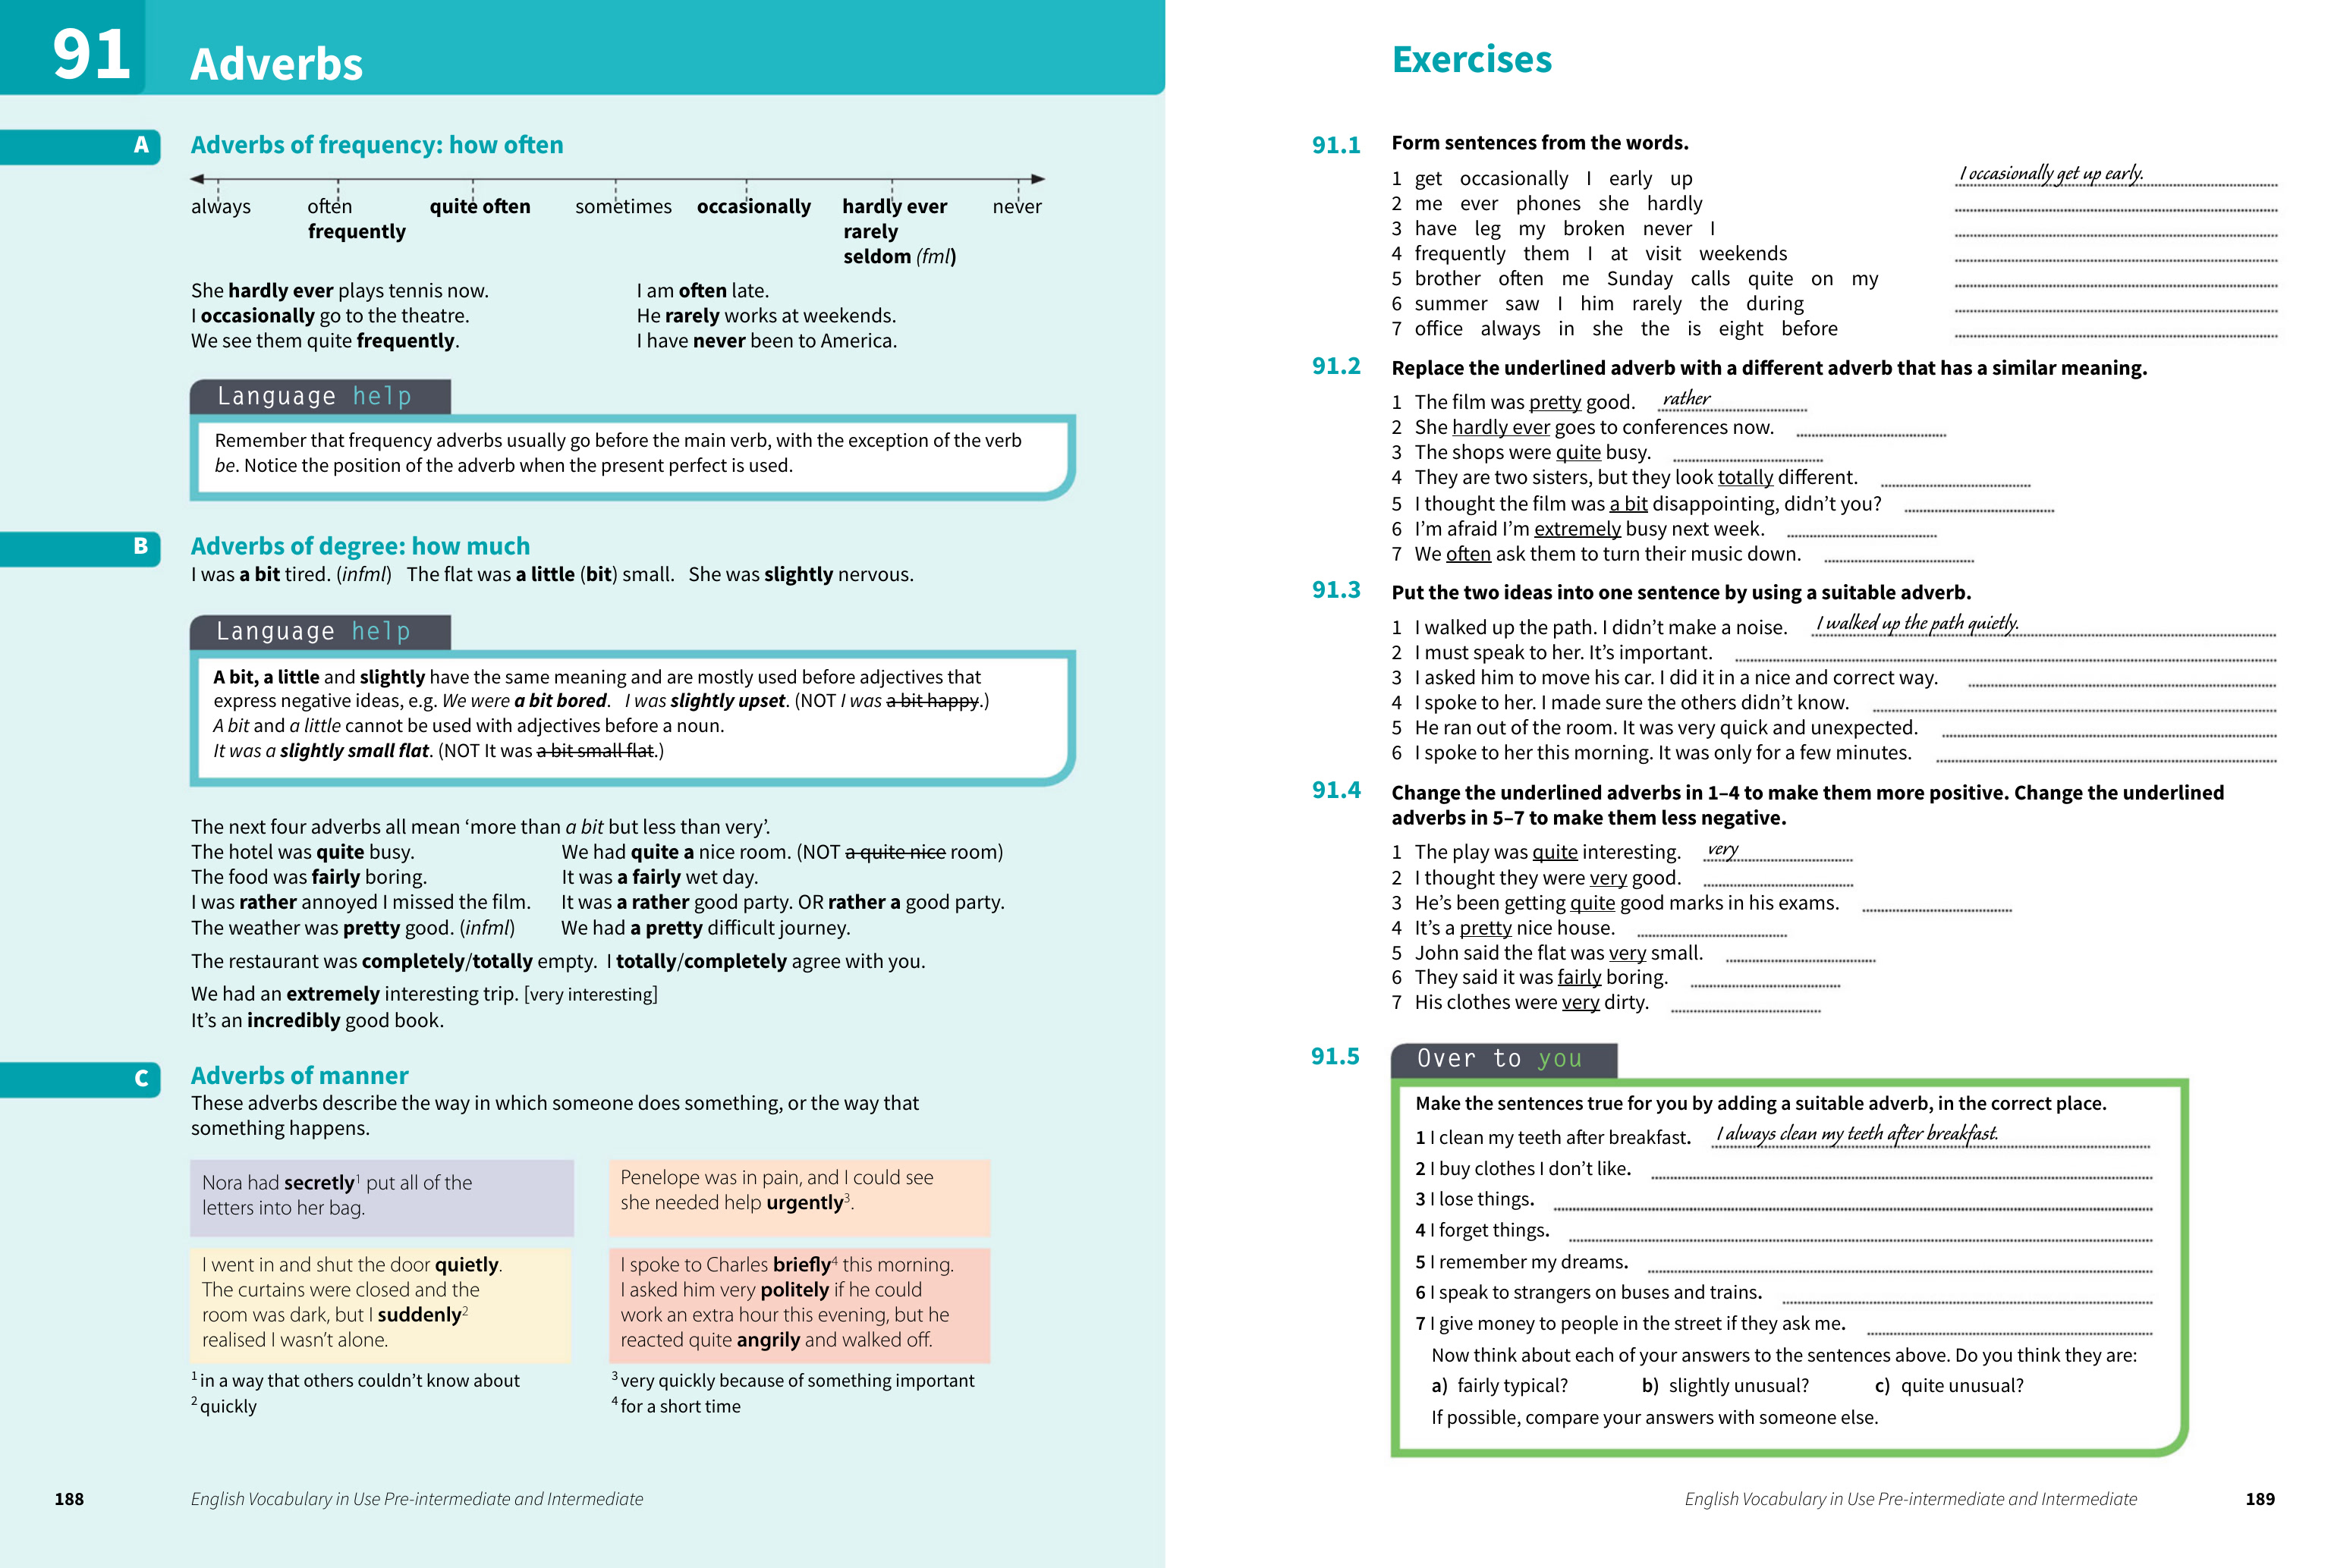 91
Adverbs
A
Adverbs of frequency: how often
always often quite often sometimes occasionally hardly ever never
frequently rarely
seldom (fml)
She hardly ever plays tennis now. I am often late.
I occasionally go to the theatre. He rarely works at weekends.
We see them quite frequently. I have never been to America.
Language help
Remember that frequency adverbs usually go before the main verb, with the exception of the verb
be. Notice the position of the adverb when the present perfect is used.
B
Adverbs of degree: how much
I was a bit tired. (infml) The flat was a little (bit) small. She was slightly nervous.
Language help
A bit, a little and slightly have the same meaning and are mostly used before adjectives that
express negative ideas, e.g. We were a bit bored. I was slightly upset. (NOT I was a bit happy.)
A bit and a little cannot be used with adjectives before a noun.
It was a slightly small flat. (NOT It was a bit small flat.)
The next four adverbs all mean ‘more than a bit but less than very’.
The hotel was quite busy. We had quite a nice room. (NOT a quite nice room)
The food was fairly boring. It was a fairly wet day.
I was rather annoyed I missed the film. It was a rather good party. OR rather a good party.
The weather was pretty good. (infml) We had a pretty difficult journey.
The restaurant was completely/totally empty. I totally/completely agree with you.
We had an extremely interesting trip. [very interesting]
It’s an incredibly good book.
C
Adverbs of manner
These adverbs describe the way in which someone does something, or the way that
something happens.
Nora had secretly1 put all of the
letters into her bag.
Penelope was in pain, and I could see
she needed help urgently3.
I went in and shut the door quietly.
The curtains were closed and the
room was dark, but I suddenly2
realised I wasn’t alone.
I spoke to Charles briefly4 this morning.
I asked him very politely if he could
work an extra hour this evening, but he
reacted quite angrily and walked off.
1 in a way that others couldn’t know about
2 quickly
3 very quickly because of something important
4 for a short time
188 English Vocabulary in Use Pre-intermediate and Intermediate
Exercises
91.1 Form sentences from the words.
1 get occasionally I early up I occasionally get up early.
2 me ever phones she hardly
3 have leg my broken never I
4 frequently them I at visit weekends
5 brother often me Sunday calls quite on my
6 summer saw I him rarely the during
7 office always in she the is eight before
91.2 Replace the underlined adverb with a different adverb that has a similar meaning.
1 The film was pretty good. rather
2 She hardly ever goes to conferences now.
3 The shops were quite busy.
4 They are two sisters, but they look totally different.
5 I thought the film was a bit disappointing, didn’t you?
6 I’m afraid I’m extremely busy next week.
7 We often ask them to turn their music down.
91.3 Put the two ideas into one sentence by using a suitable adverb.
1 I walked up the path. I didn’t make a noise. I walked up the path quietly.
2 I must speak to her. It’s important.
3 I asked him to move his car. I did it in a nice and correct way.
4 I spoke to her. I made sure the others didn’t know.
5 He ran out of the room. It was very quick and unexpected.
6 I spoke to her this morning. It was only for a few minutes.
91.4 Change the underlined adverbs in 1–4 to make them more positive. Change the underlined
adverbs in 5–7 to make them less negative.
1 The play was quite interesting. very
2 I thought they were very good.
3 He’s been getting quite good marks in his exams.
4 It’s a pretty nice house.
5 John said the flat was very small.
6 They said it was fairly boring.
7 His clothes were very dirty.
91.5 Over to you
Make the sentences true for you by adding a suitable adverb, in the correct place.
1 I clean my teeth after breakfast. I always clean my teeth after breakfast.
2 I buy clothes I don’t like.
3 I lose things.
4 I forget things.
5 I remember my dreams.
6 I speak to strangers on buses and trains.
7 I give money to people in the street if they ask me.
Now think about each of your answers to the sentences above. Do you think they are:
a) fairly typical? b) slightly unusual? c) quite unusual?
If possible, compare your answers with someone else.
English Vocabulary in Use Pre-intermediate and Intermediate 189